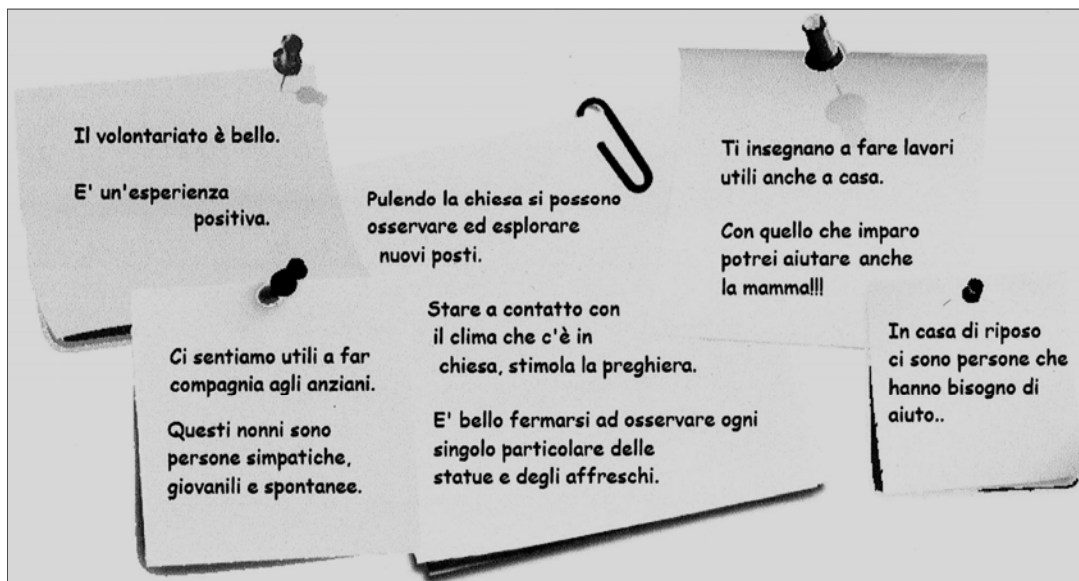 Il volontariato è bello.
E' un'esperienza
positiva.
Ci sentiamo utili a far
compagnia agli anziani.
Questi nonni sono
persone simpatiche,
giovanili e spontanee.
Pulendo la chiesa si possono
osservare ed esplorare
nuovi posti.
Stare a contatto con
il clima che c'è in
chiesa, stimola la preghiera.
E' bello fermarsi ad osservare ogni
singolo particolare delle
statue e degli affreschi.
Ti insegnano a fare lavori
utili anche a casa.
Con quello che imparo
potrei aiutare anche
la mamma!!!
In casa di riposo
ci sono persone che
hanno bisogno di
aiuto..